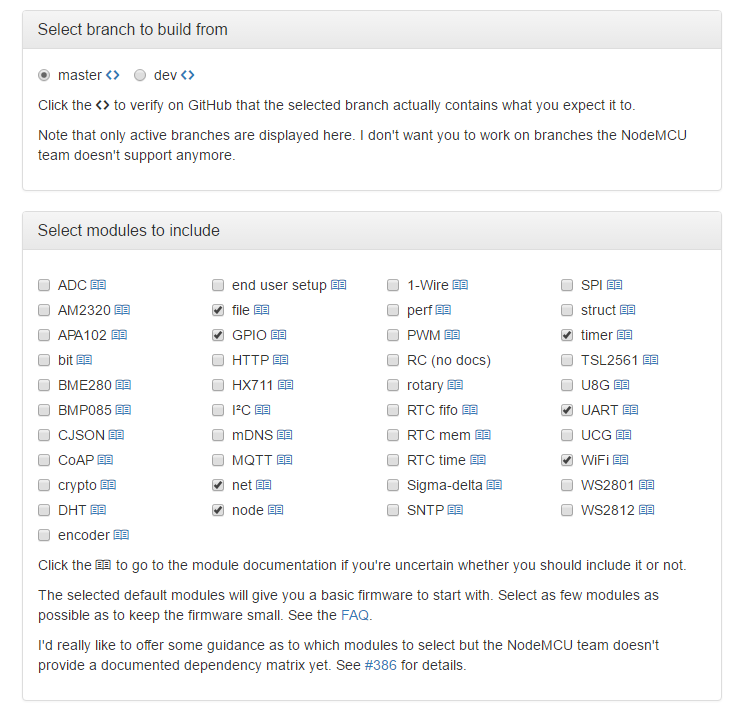 Select branch to build from
master <> dev <>
Click the <> to verify on GitHub that the selected branch actually contains what you expect it to.
Note that only active branches are displayed here. I don't want you to work on branches the NodeMCU
team doesn't support anymore.
Select modules to include
ADC end user setup 1-Wire SPI
AM2320 file perf struct
APA102 GPIO PWM timer
bit HTTP RC (no docs) TSL2561
BME280 HX711 rotary U8G
BMP085 I²C RTC fifo UART
CJSON mDNS RTC mem UCG
CoAP MQTT RTC time WiFi
crypto net Sigma-delta WS2801
DHT node SNTP WS2812
encoder
Click the to go to the module documentation if you're uncertain whether you should include it or not.
The selected default modules will give you a basic firmware to start with. Select as few modules as
possible as to keep the firmware small. See the FAQ.
I'd really like to offer some guidance as to which modules to select but the NodeMCU team doesn't
provide a documented dependency matrix yet. See #386 for details.